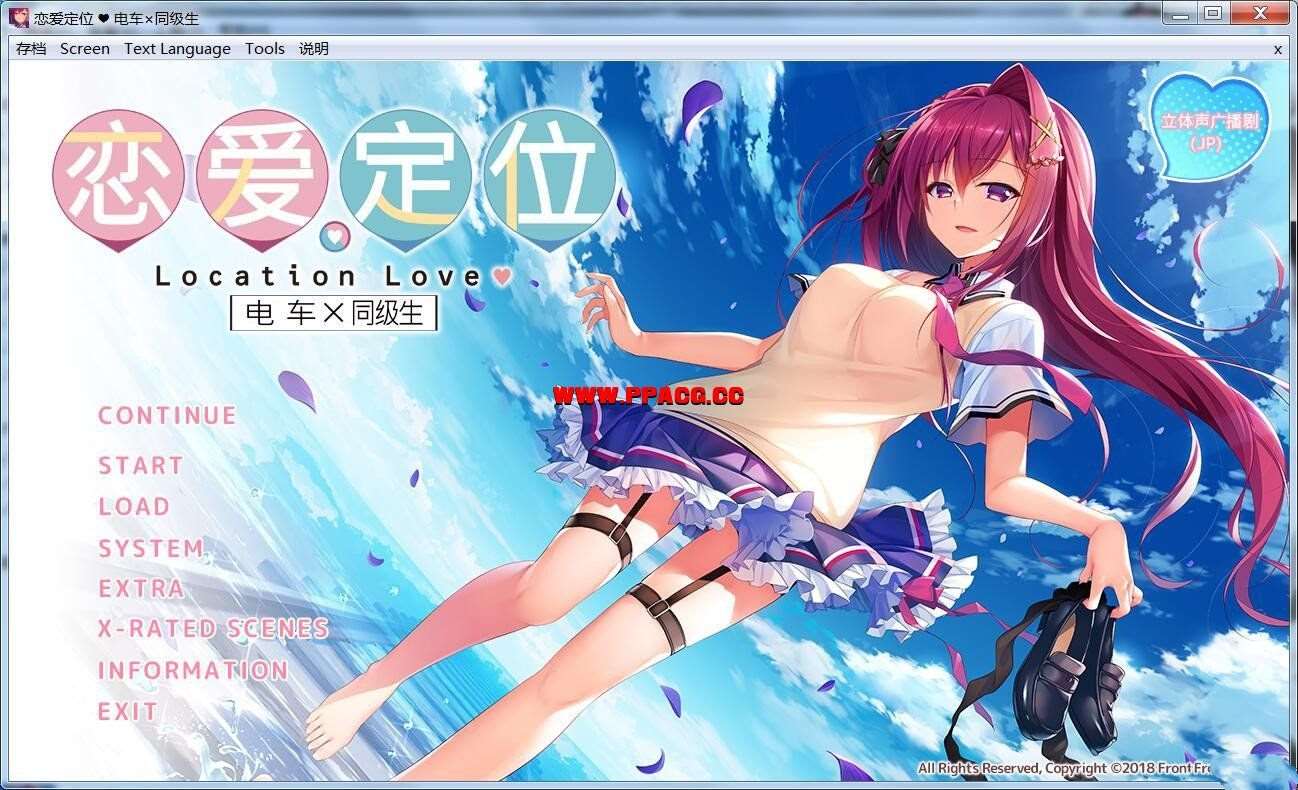 恋爱定位 ❤ 电车×同级生
存档 Screen Text Language Tools 说明 x
恋爱定位
Location Love♥
电车×同级生
立体声广播剧
(JP)
WWW.PPACG.CC
CONTINUE
START
LOAD
SYSTEM
EXTRA
X-RATED SCENES
INFORMATION
EXIT
All Rights Reserved, Copyright ©2018 Front